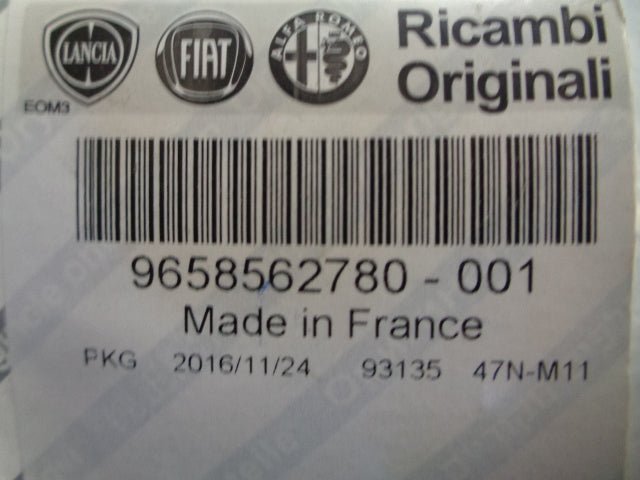 LANCIA FIAT ALFA ROMEO Ricambi
Originali
EOM3
9658562780 - 001
Made in France
PKG 2016/11/24 93135 47N-M11